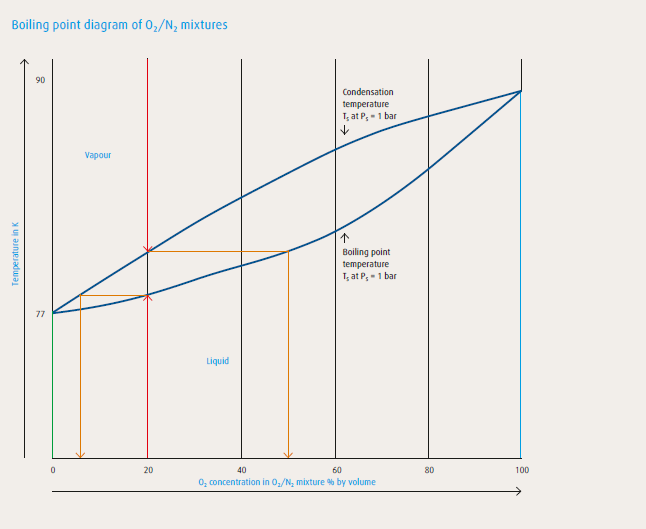 Boiling point diagram of O₂/N₂ mixtures
90
Condensation
temperature
Tₛ at Pₛ = 1 bar
Vapour
Temperature in K
Boiling point
temperature
Tₛ at Pₛ = 1 bar
77
Liquid
0 20 40 60 80 100
O₂ concentration in O₂/N₂ mixture % by volume